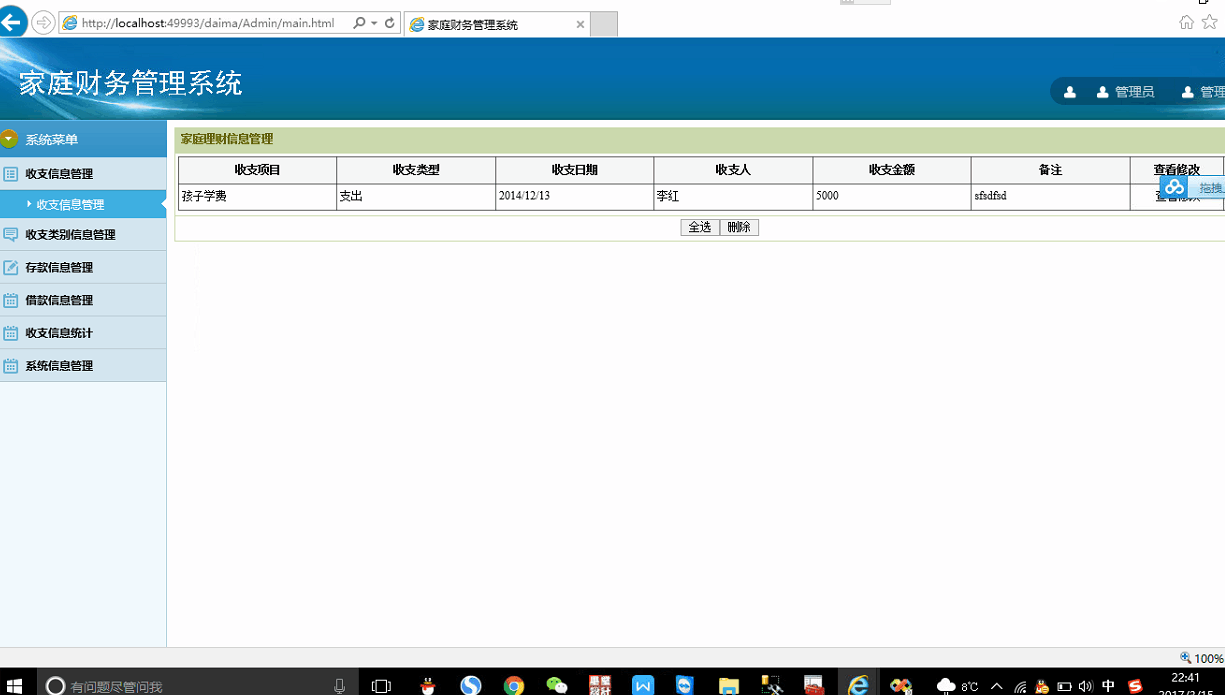 http://localhost:49993/daima/Admin/main.html
家庭财务管理系统
家庭财务管理系统
管理员
管理
系统菜单
收支信息管理
收支信息管理
收支类别信息管理
存款信息管理
借款信息管理
收支信息统计
系统信息管理
家庭理财信息管理
收支项目 收支类型 收支日期 收支人 收支金额 备注 查看修改
孩子学费 支出 2014/12/13 李红 5000 sfsdfsd 查看修改
拖拽
全选 删除
100%
有问题尽管问我
8℃ 中 22:41